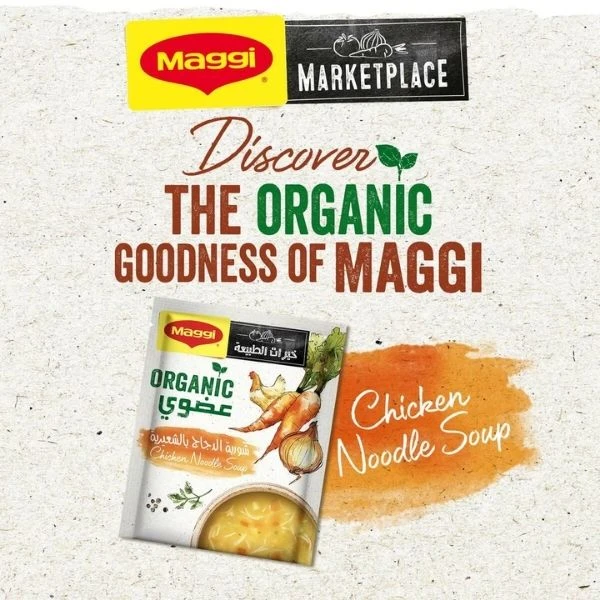 Maggi
MARKETPLACE
Discover
THE ORGANIC
GOODNESS OF MAGGI
Maggi
خيرات الطبيعة
ORGANIC
عضوي
شوربة الدجاج بالشعيرية
Chicken Noodle Soup
Chicken
Noodle Soup